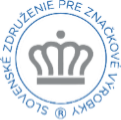 SLOVENSKÉ ZDRUŽENIE PRE ZNAČKOVÉ VÝROBKY ®